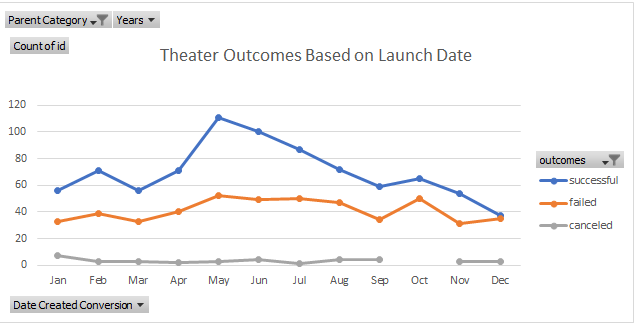 Parent Category Years
Count of id
Theater Outcomes Based on Launch Date
120
100
80
60
40
20
0
Jan Feb Mar Apr May Jun Jul Aug Sep Oct Nov Dec
outcomes
successful
failed
canceled
Date Created Conversion